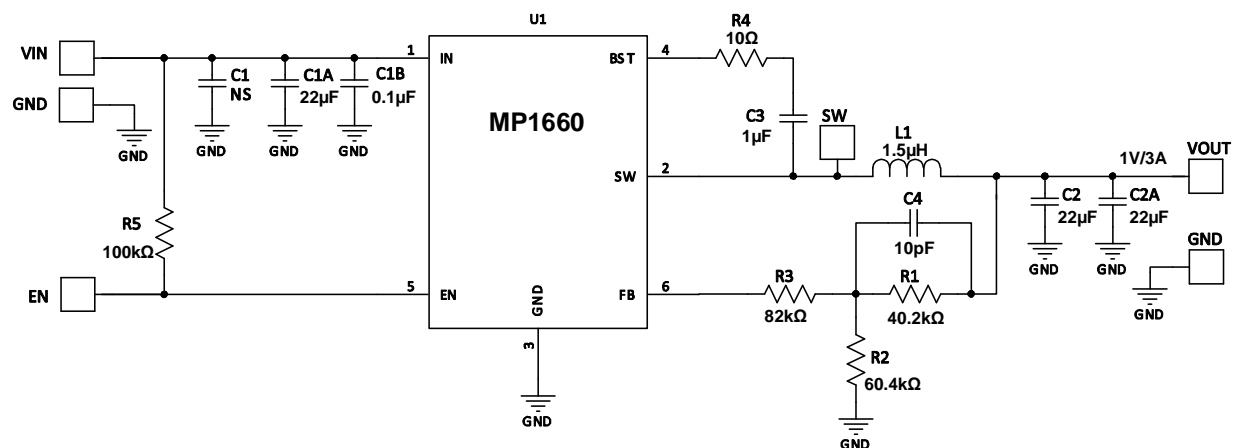 U1
VIN
1
IN
C1
NS
C1A
22µF
C1B
0.1µF
GND
GND
GND
GND
GND
R5
100kΩ
EN
5
EN
MP1660
GND
3
GND
BST
4
R4
10Ω
C3
1µF
SW
SW
2
L1
1.5µH
1V/3A
VOUT
C2
22µF
C2A
22µF
GND
GND
GND
GND
C4
10pF
FB
6
R3
82kΩ
R1
40.2kΩ
R2
60.4kΩ
GND